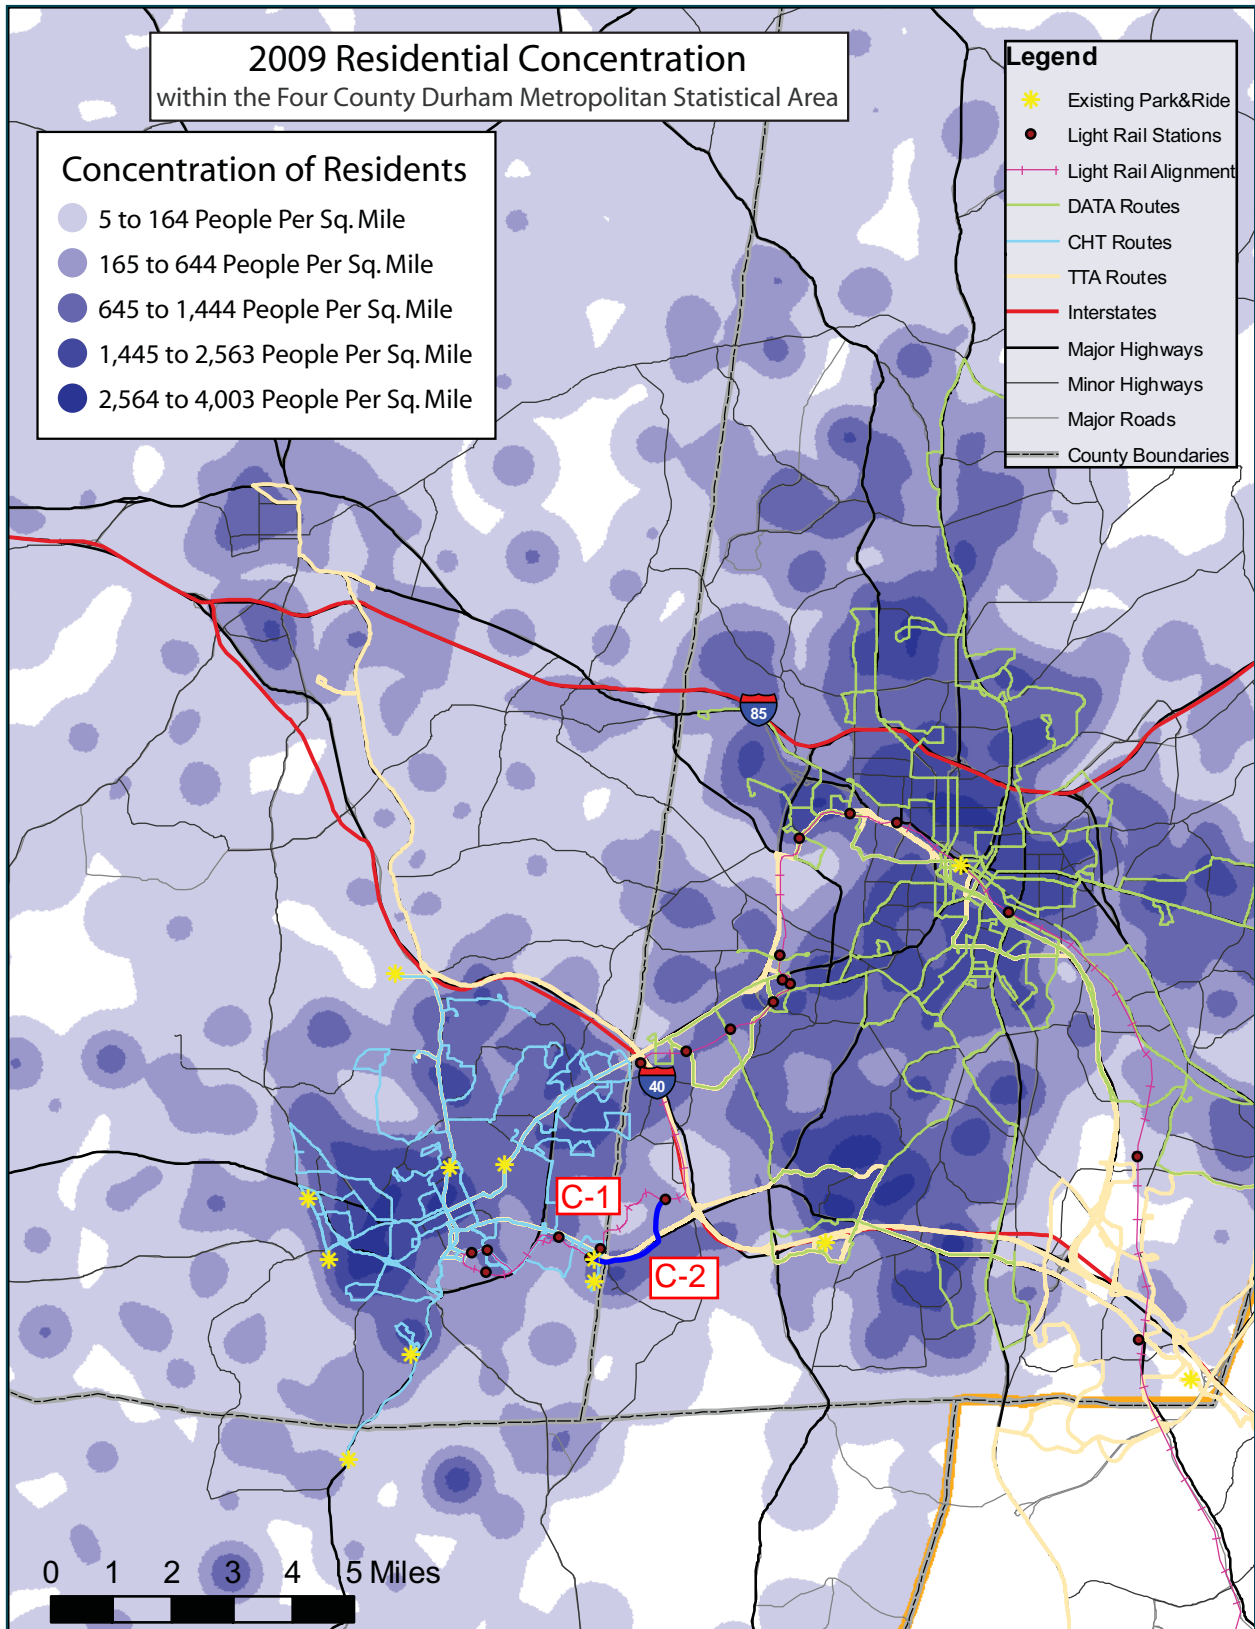 2009 Residential Concentration
within the Four County Durham Metropolitan Statistical Area
Concentration of Residents
5 to 164 People Per Sq. Mile
165 to 644 People Per Sq. Mile
645 to 1,444 People Per Sq. Mile
1,445 to 2,563 People Per Sq. Mile
2,564 to 4,003 People Per Sq. Mile
Legend
Existing Park&Ride
Light Rail Stations
Light Rail Alignment
DATA Routes
CHT Routes
TTA Routes
Interstates
Major Highways
Minor Highways
Major Roads
County Boundaries
85
40
C-1
C-2
0 1 2 3 4 5 Miles